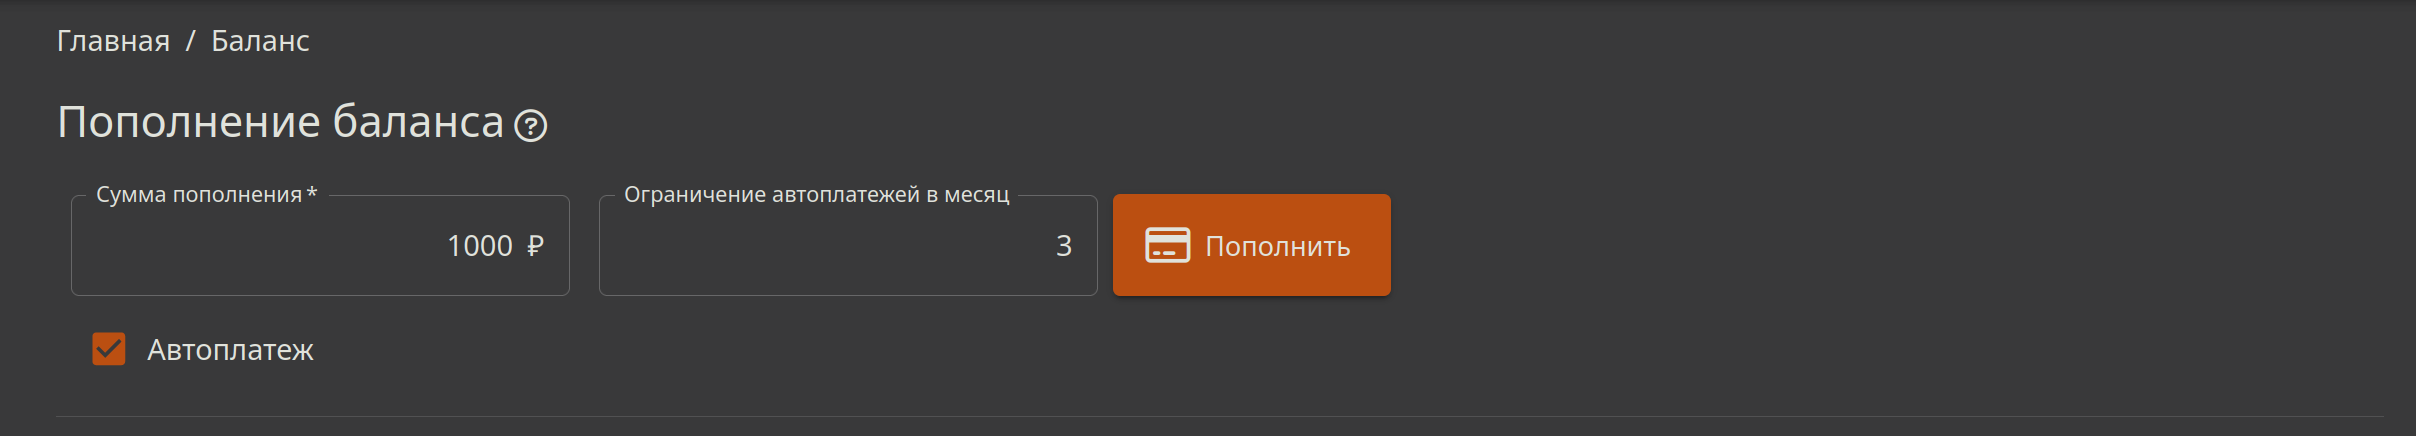 Главная / Баланс
Пополнение баланса ?
Сумма пополнения *
1000 ₽
Ограничение автоплатежей в месяц
3
Пополнить
Автоплатеж